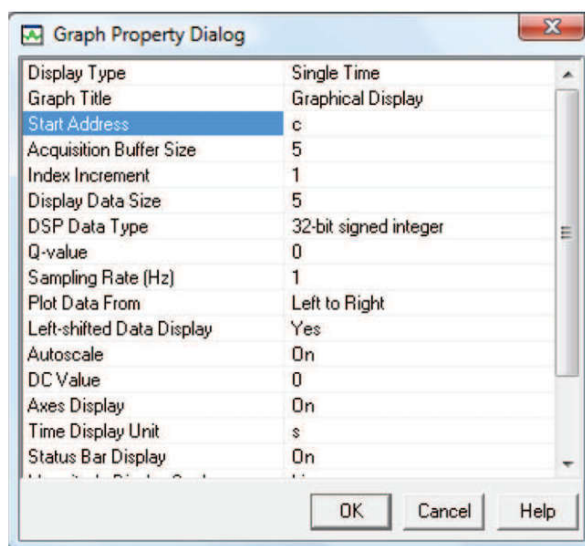 Graph Property Dialog
Display Type Single Time
Graph Title Graphical Display
Start Address c
Acquisition Buffer Size 5
Index Increment 1
Display Data Size 5
DSP Data Type 32-bit signed integer
Q-value 0
Sampling Rate (Hz) 1
Plot Data From Left to Right
Left-shifted Data Display Yes
Autoscale On
DC Value 0
Axes Display On
Time Display Unit s
Status Bar Display On
OK Cancel Help